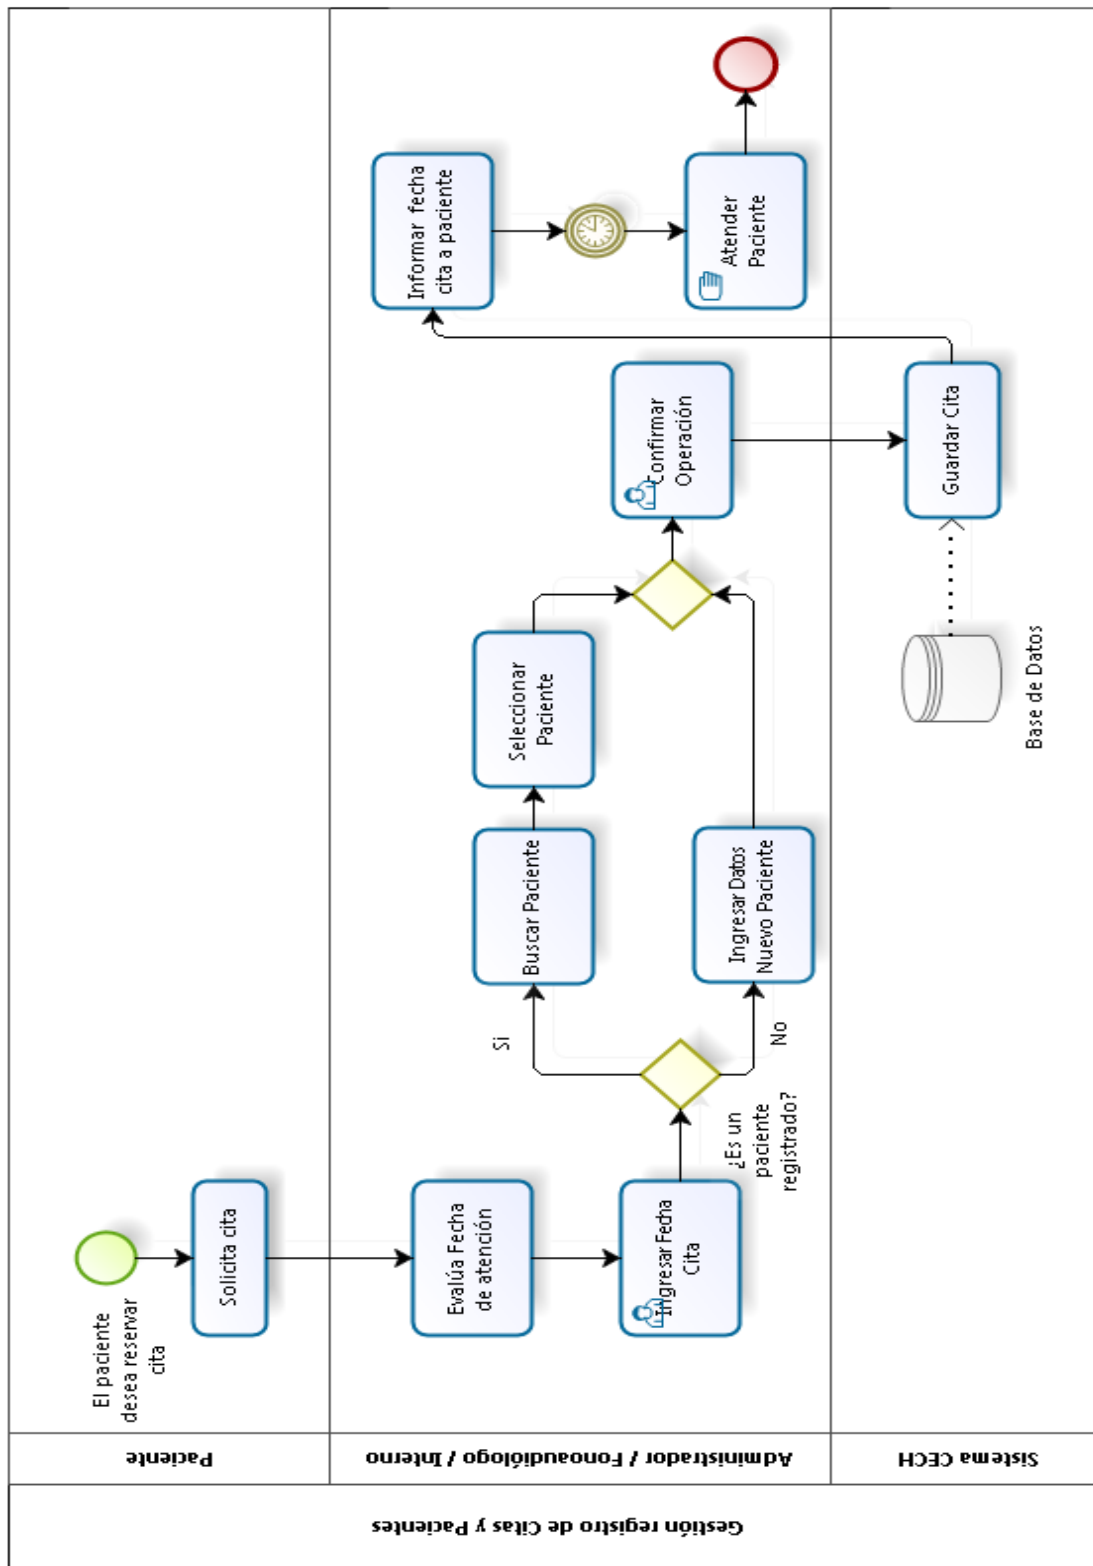 Gestión registro de Citas y Pacientes
Paciente
El paciente
desea reservar
cita
Solicita cita
Administrador / Fonoaudiólogo / Interno
Evalúa Fecha
de atención
Ingresar Fecha
Cita
¿Es un
paciente
registrado?
Si
No
Buscar Paciente
Seleccionar
Paciente
Ingresar Datos
Nuevo Paciente
Confirmar
Operación
Informar fecha
cita a paciente
Atender
Paciente
Sistema CECH
Base de Datos
Guardar Cita